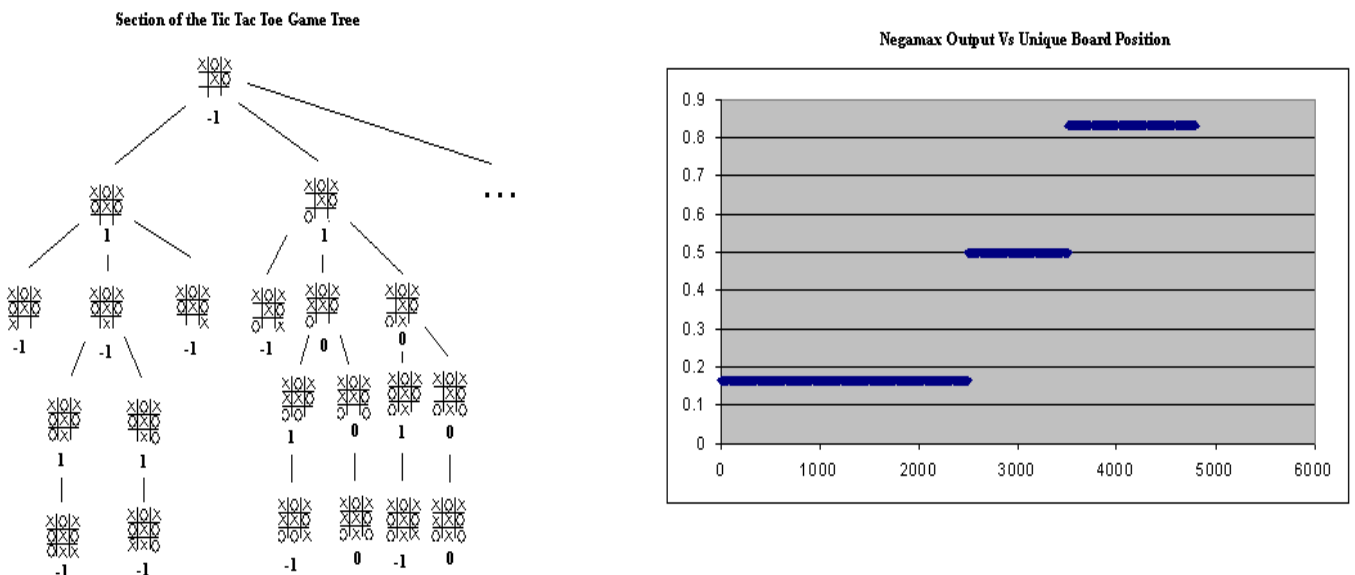 Section of the Tic Tac Toe Game Tree
X O X
X O
-1
X O X
O X O
1
X O X
X O
O
1
...
X O X
O X O
X
-1
X O X
O X O
X
-1
X O X
O X O
X
-1
X O X
X O
O X
-1
X O X
X X O
O
0
X O X
X O
O X
0
X O X
O X O
O X
1
X O X
O X O
X O
1
1
0
1
0
-1
-1
-1
0
-1
0
Negamax Output Vs Unique Board Position
0.9
0.8
0.7
0.6
0.5
0.4
0.3
0.2
0.1
0
0 1000 2000 3000 4000 5000 6000